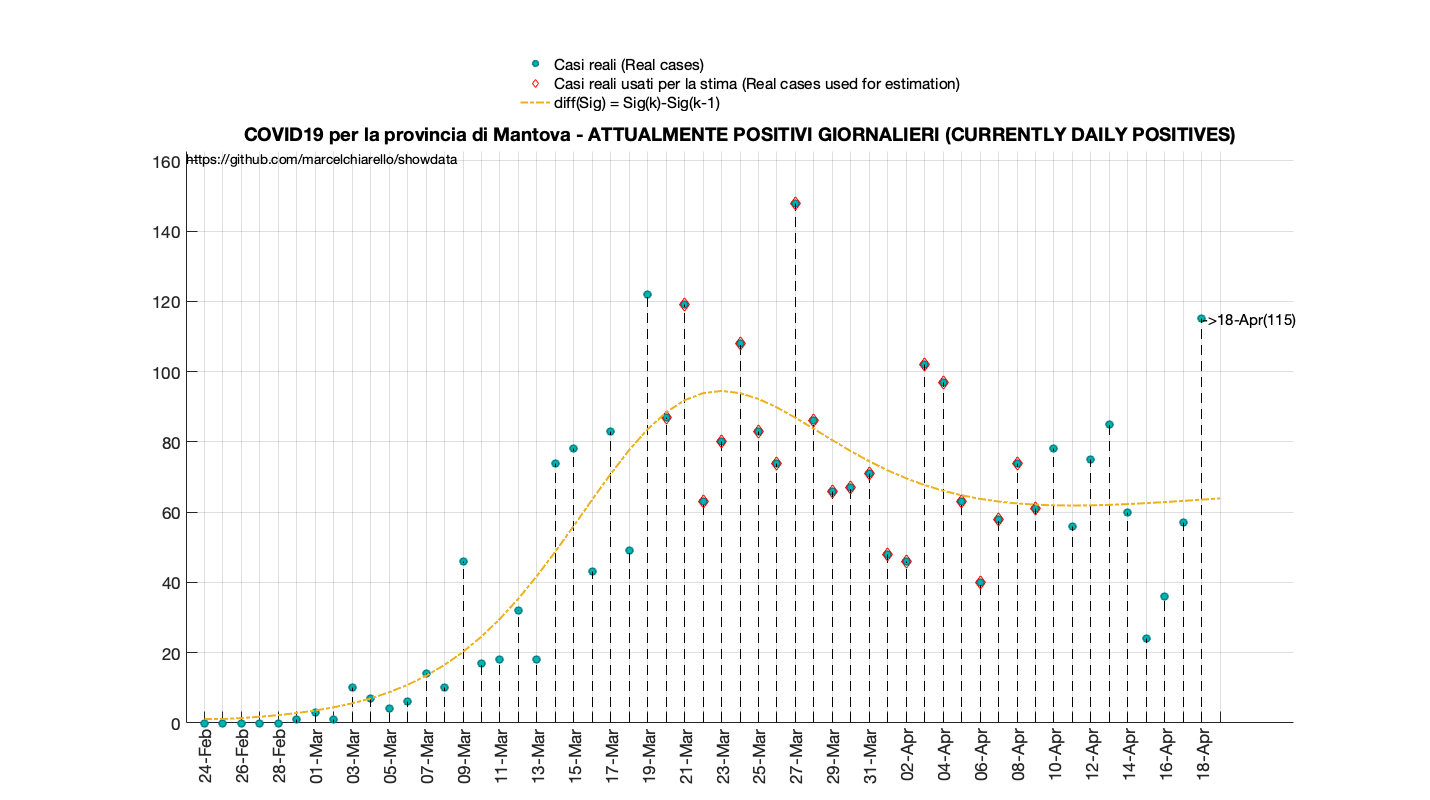 Casi reali (Real cases)
Casi reali usati per la stima (Real cases used for estimation)
diff(Sig) = Sig(k)-Sig(k-1)
COVID19 per la provincia di Mantova - ATTUALMENTE POSITIVI GIORNALIERI (CURRENTLY DAILY POSITIVES)
https://github.com/marcelchiarello/showdata
160
140
120
100
80
60
40
20
0
->18-Apr(115)
24-Feb
26-Feb
28-Feb
01-Mar
03-Mar
05-Mar
07-Mar
09-Mar
11-Mar
13-Mar
15-Mar
17-Mar
19-Mar
21-Mar
23-Mar
25-Mar
27-Mar
29-Mar
31-Mar
02-Apr
04-Apr
06-Apr
08-Apr
10-Apr
12-Apr
14-Apr
16-Apr
18-Apr